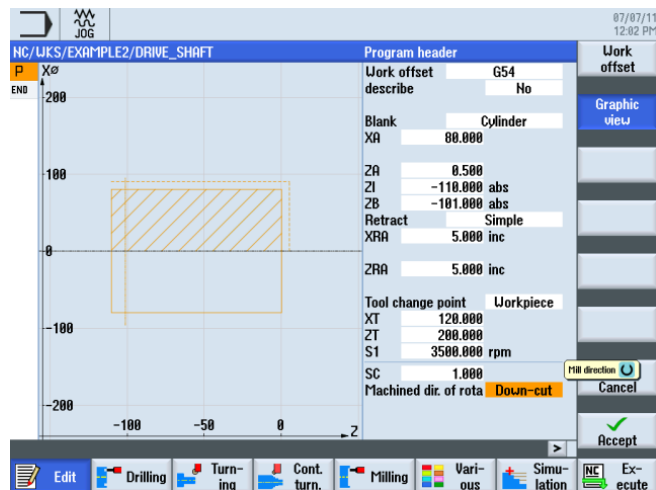 JOG
07/07/11
12:02 PM
NC/WKS/EXAMPLE2/DRIVE_SHAFT
Program header
Work offset
P
END
XØ
200
100
0
-100
-200
-100
-50
0
Z
Work offset G54
describe No
Blank Cylinder
XA 80.000
ZA 0.500
ZI -110.000 abs
ZB -101.000 abs
Retract Simple
XRA 5.000 inc
ZRA 5.000 inc
Tool change point Workpiece
XT 120.000
ZT 200.000
S1 3500.000 rpm
SC 1.000
Machined dir. of rota Down-cut
Graphic
view
Mill direction
Cancel
Accept
>
Edit
Drilling
Turn-
ing
Cont.
turn.
Milling
Vari-
ous
Simu-
lation
NC
Ex-
ecute